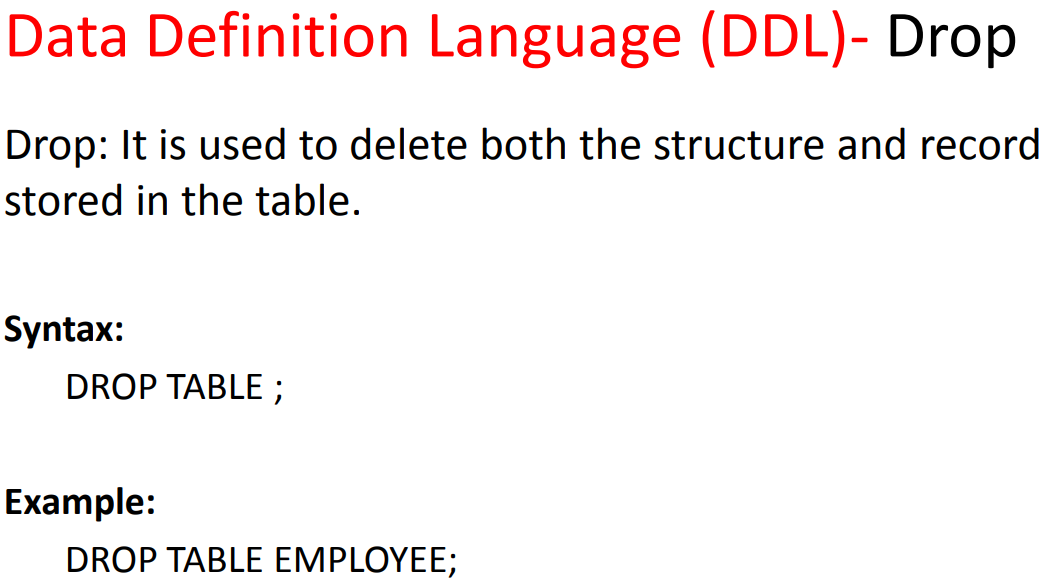 Data Definition Language (DDL)- Drop
Drop: It is used to delete both the structure and record
stored in the table.
Syntax:
DROP TABLE ;
Example:
DROP TABLE EMPLOYEE;